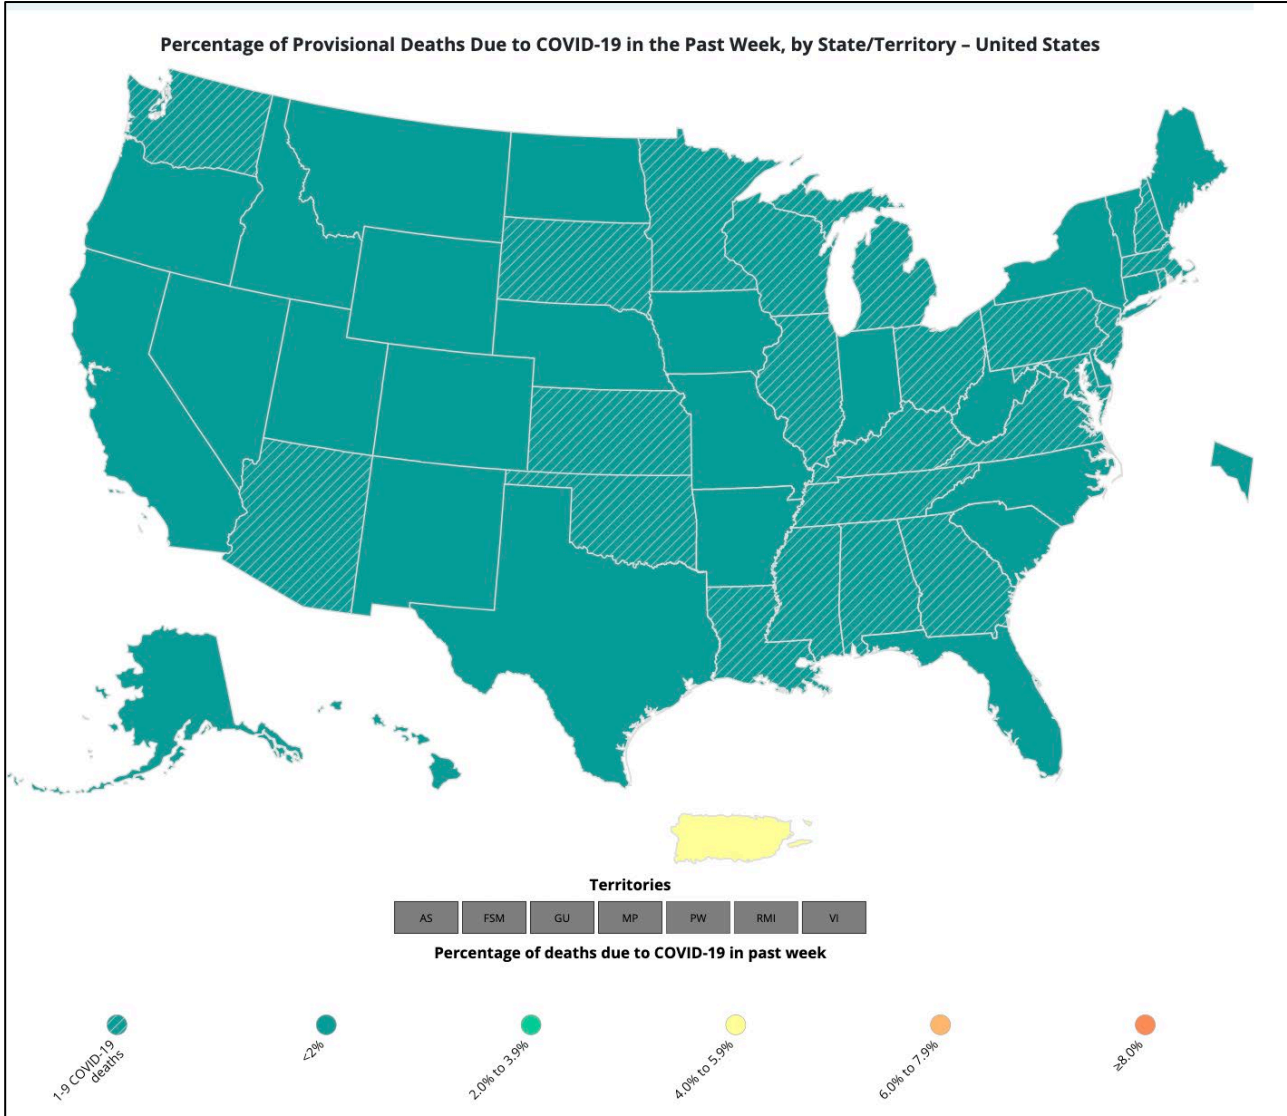 Percentage of Provisional Deaths Due to COVID-19 in the Past Week, by State/Territory – United States
Territories
AS FSM GU MP PW RMI VI
Percentage of deaths due to COVID-19 in past week
1-9 COVID-19
deaths
<2%
2.0% to 3.9%
4.0% to 5.9%
6.0% to 7.9%
≥8.0%